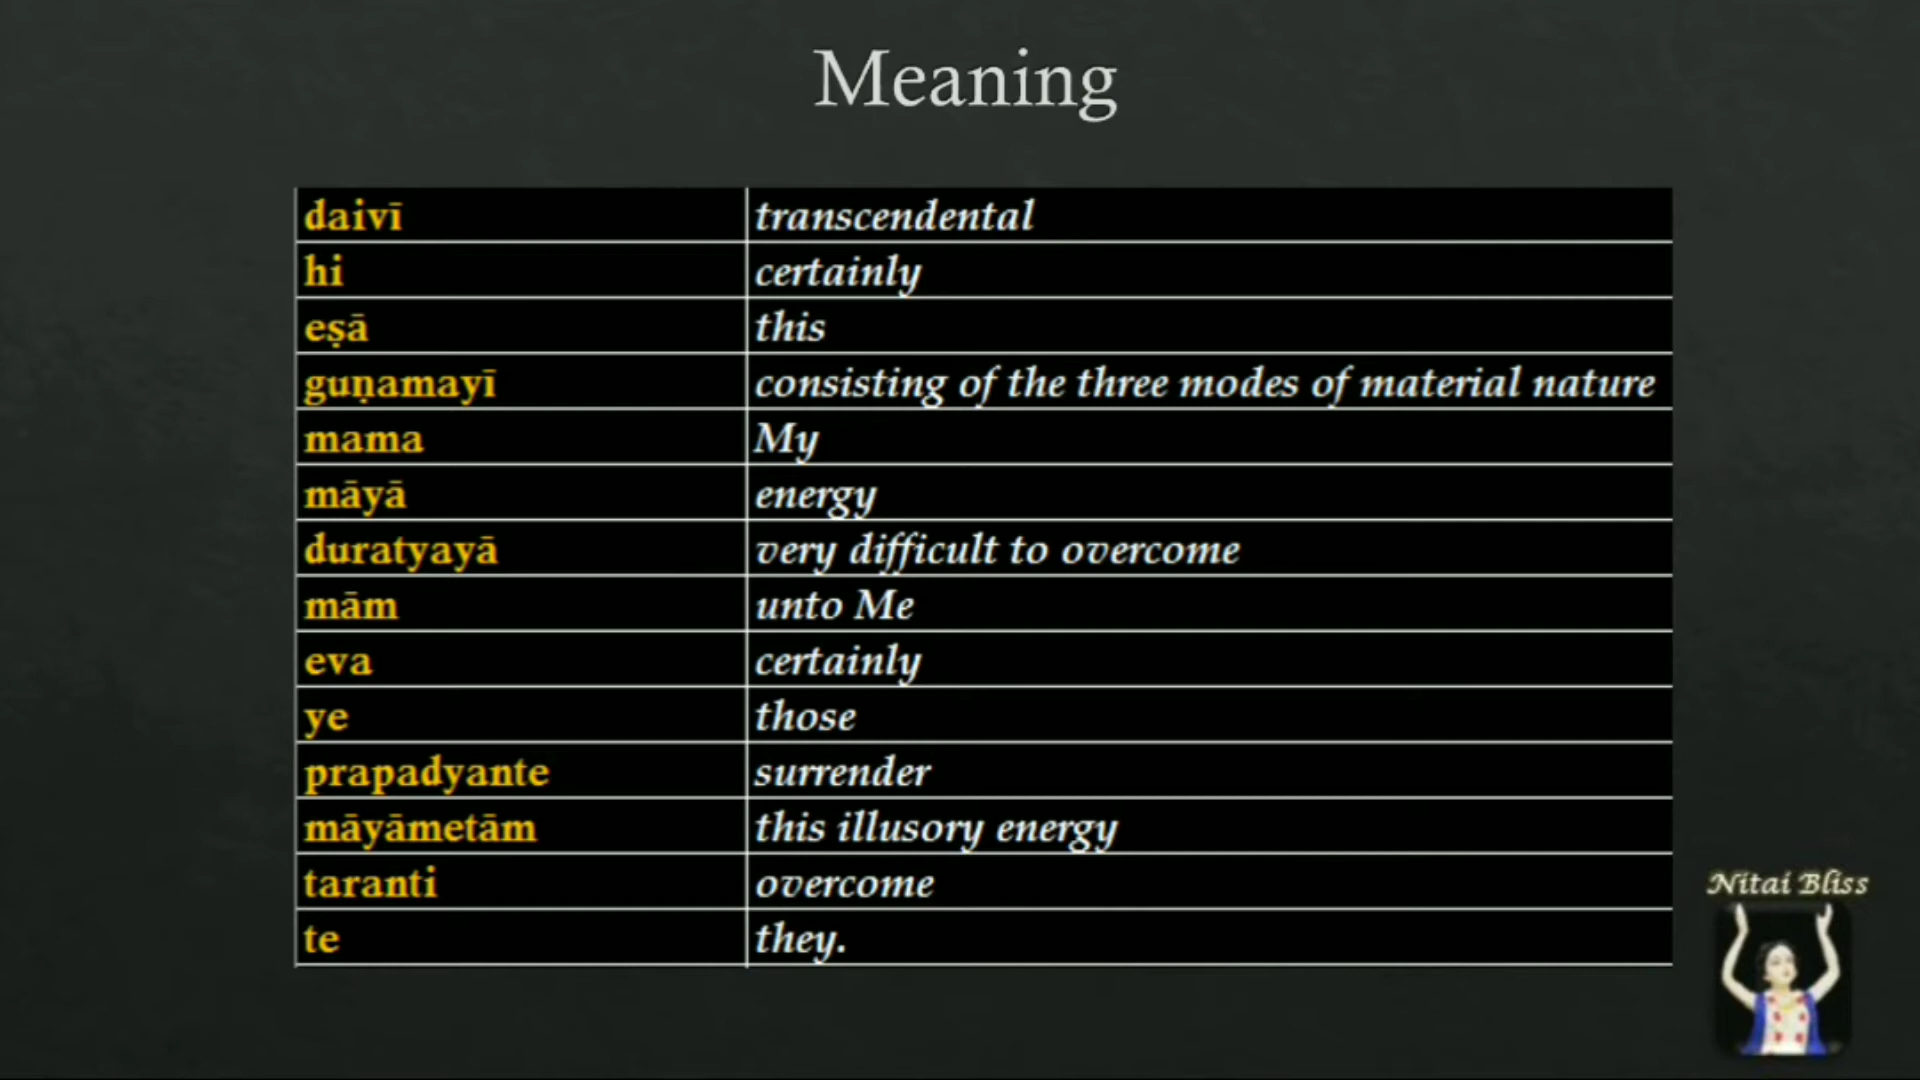 Meaning
daivī transcendental
hi certainly
eṣā this
guṇamayī consisting of the three modes of material nature
mama My
māyā energy
duratyayā very difficult to overcome
mām unto Me
eva certainly
ye those
prapadyante surrender
māyāmetām this illusory energy
taranti overcome
te they.
Nitai Bliss